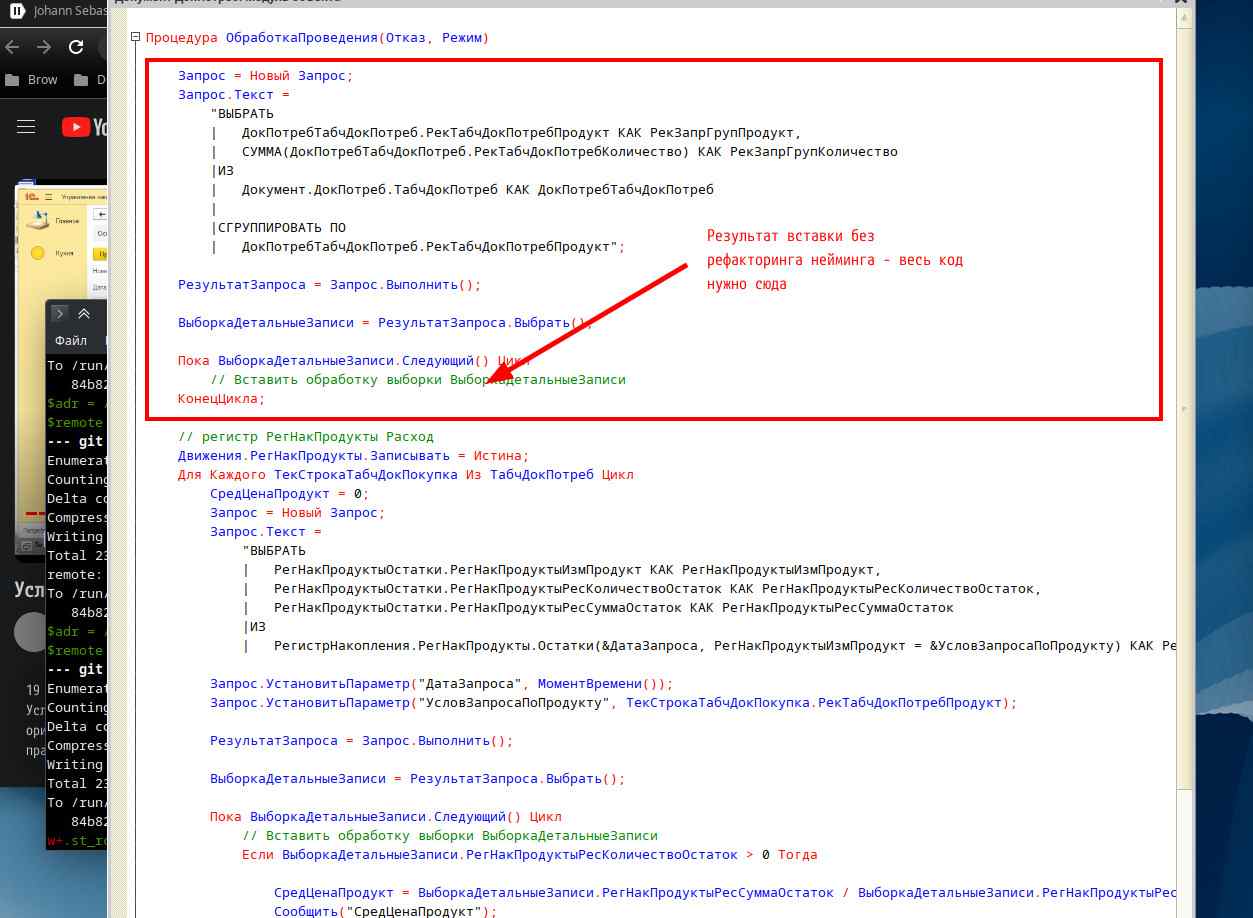 Johann Sebas
Brow
Процедура ОбработкаПроведения(Отказ, Режим)
Запрос = Новый Запрос;
Запрос.Текст =
"ВЫБРАТЬ
| ДокПотребТабчДокПотреб.РекТабчДокПотребПродукт КАК РекЗапрГрупПродукт,
| СУММА(ДокПотребТабчДокПотреб.РекТабчДокПотребКоличество) КАК РекЗапрГрупКоличество
|ИЗ
| Документ.ДокПотреб.ТабчДокПотреб КАК ДокПотребТабчДокПотреб
|
|СГРУППИРОВАТЬ ПО
| ДокПотребТабчДокПотреб.РекТабчДокПотребПродукт";
Результат вставки без
рефакторинга нейминга - весь код
нужно сюда
РезультатЗапроса = Запрос.Выполнить();
ВыборкаДетальныеЗаписи = РезультатЗапроса.Выбрать();
Пока ВыборкаДетальныеЗаписи.Следующий() Цикл
// Вставить обработку выборки ВыборкаДетальныеЗаписи
КонецЦикла;
// регистр РегНакПродукты Расход
Движения.РегНакПродукты.Записывать = Истина;
Для Каждого ТекСтрокаТабчДокПокупка Из ТабчДокПотреб Цикл
СредЦенаПродукт = 0;
Запрос = Новый Запрос;
Запрос.Текст =
"ВЫБРАТЬ
| РегНакПродуктыОстатки.РегНакПродуктыИзмПродукт КАК РегНакПродуктыИзмПродукт,
| РегНакПродуктыОстатки.РегНакПродуктыРесКоличествоОстаток КАК РегНакПродуктыРесКоличествоОстаток,
| РегНакПродуктыОстатки.РегНакПродуктыРесСуммаОстаток КАК РегНакПродуктыРесСуммаОстаток
|ИЗ
| РегистрНакопления.РегНакПродукты.Остатки(&ДатаЗапроса, РегНакПродуктыИзмПродукт = &УсловЗапросаПоПродукту) КАК Ре
Запрос.УстановитьПараметр("ДатаЗапроса", МоментВремени());
Запрос.УстановитьПараметр("УсловЗапросаПоПродукту", ТекСтрокаТабчДокПокупка.РекТабчДокПотребПродукт);
РезультатЗапроса = Запрос.Выполнить();
ВыборкаДетальныеЗаписи = РезультатЗапроса.Выбрать();
Пока ВыборкаДетальныеЗаписи.Следующий() Цикл
// Вставить обработку выборки ВыборкаДетальныеЗаписи
Если ВыборкаДетальныеЗаписи.РегНакПродуктыРесКоличествоОстаток > 0 Тогда
СредЦенаПродукт = ВыборкаДетальныеЗаписи.РегНакПродуктыРесСуммаОстаток / ВыборкаДетальныеЗаписи.РегНакПродуктыРес
Сообщить("СредЦенаПродукт");
Главное
Кухня
Файл
To /run/
84b82
$adr = /
$remote
--- git
Enumerat
Counting
Delta co
Compress
Writing
Total 23
remote:
To /run/
84b82
$adr = /
$remote
--- git
Enumerat
Counting
Delta co
Compress
Writing
Total 23
To /run/
84b82
w+.st_ro
Усл
19
Усл
ори
пра